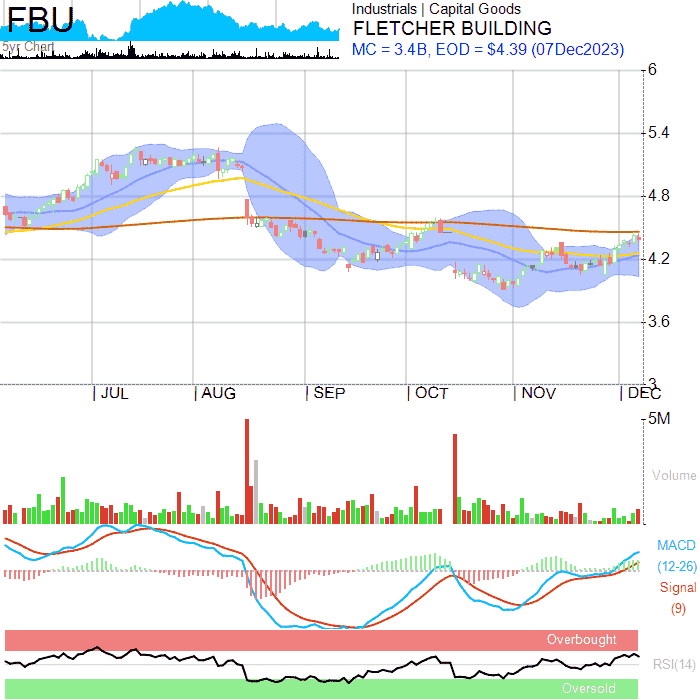 FBU
5yr Chart
Industrials | Capital Goods
FLETCHER BUILDING
MC = 3.4B, EOD = $4.39 (07Dec2023)
6
5.4
4.8
4.2
3.6
3
JUL
AUG
SEP
OCT
NOV
DEC
5M
Volume
MACD
(12-26)
Signal
(9)
Overbought
RSI(14)
Oversold